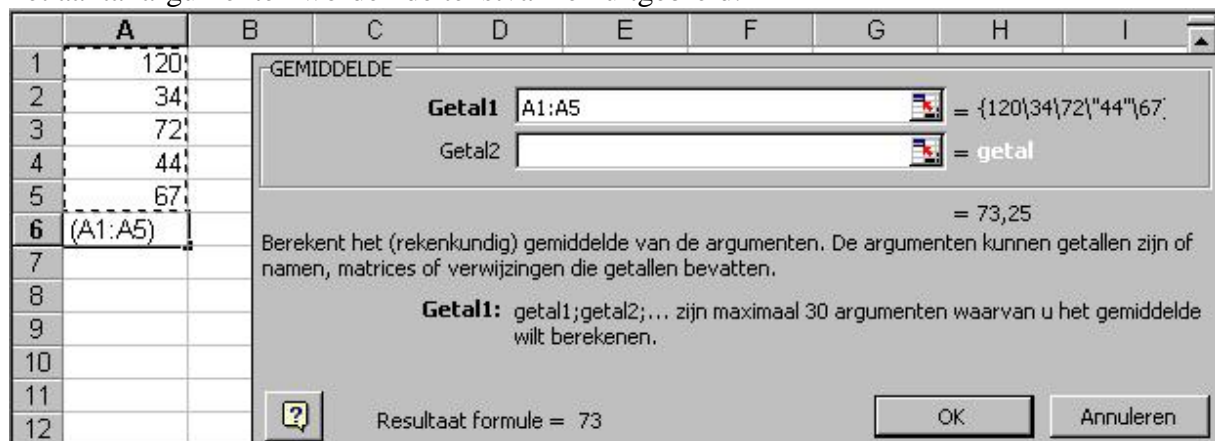 A B C D E F G H I
1 120
2 34
3 72
4 44
5 67
6 (A1:A5)
7
8
9
10
11
12
GEMIDDELDE
Getal1 A1:A5 = {120\34\72\"44"\67
Getal2 = getal
= 73,25
Berekent het (rekenkundig) gemiddelde van de argumenten. De argumenten kunnen getallen zijn of
namen, matrices of verwijzingen die getallen bevatten.
Getal1: getal1;getal2;... zijn maximaal 30 argumenten waarvan u het gemiddelde
wilt berekenen.
? Resultaat formule = 73 OK Annuleren